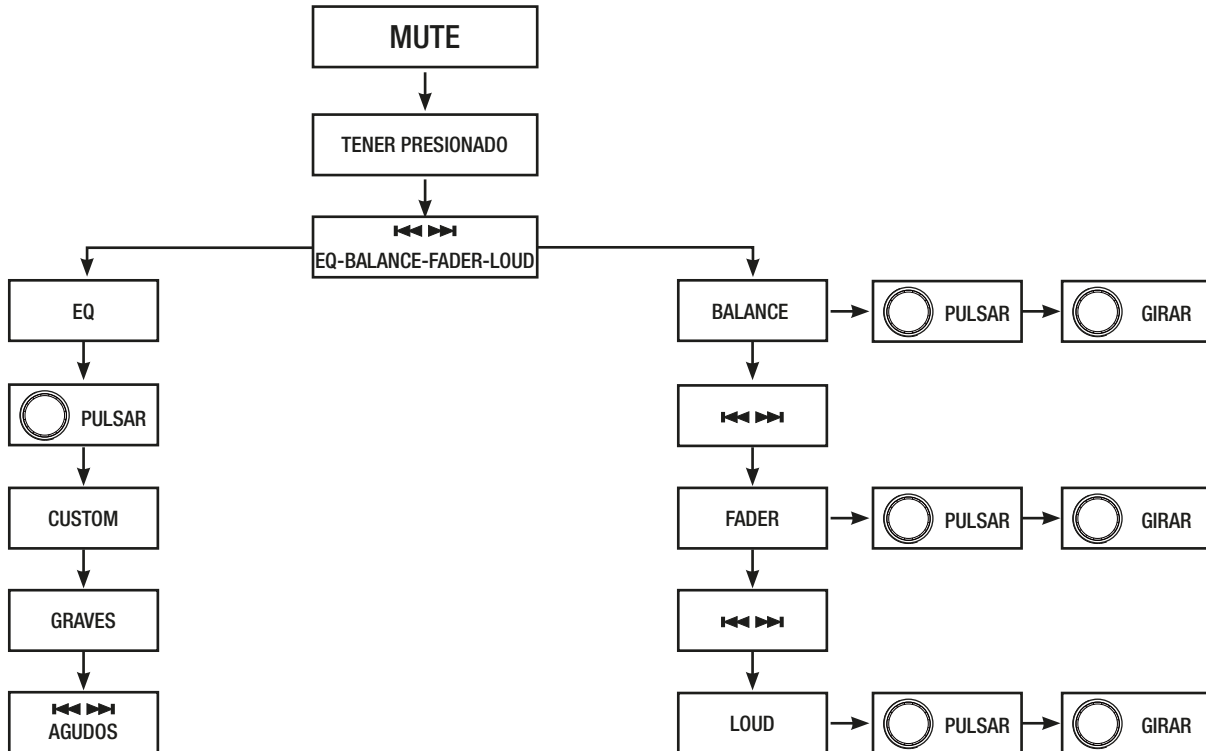 MUTE
TENER PRESIONADO
EQ-BALANCE-FADER-LOUD
EQ
BALANCE
PULSAR
GIRAR
PULSAR
CUSTOM
FADER
PULSAR
GIRAR
GRAVES
AGUDOS
LOUD
PULSAR
GIRAR